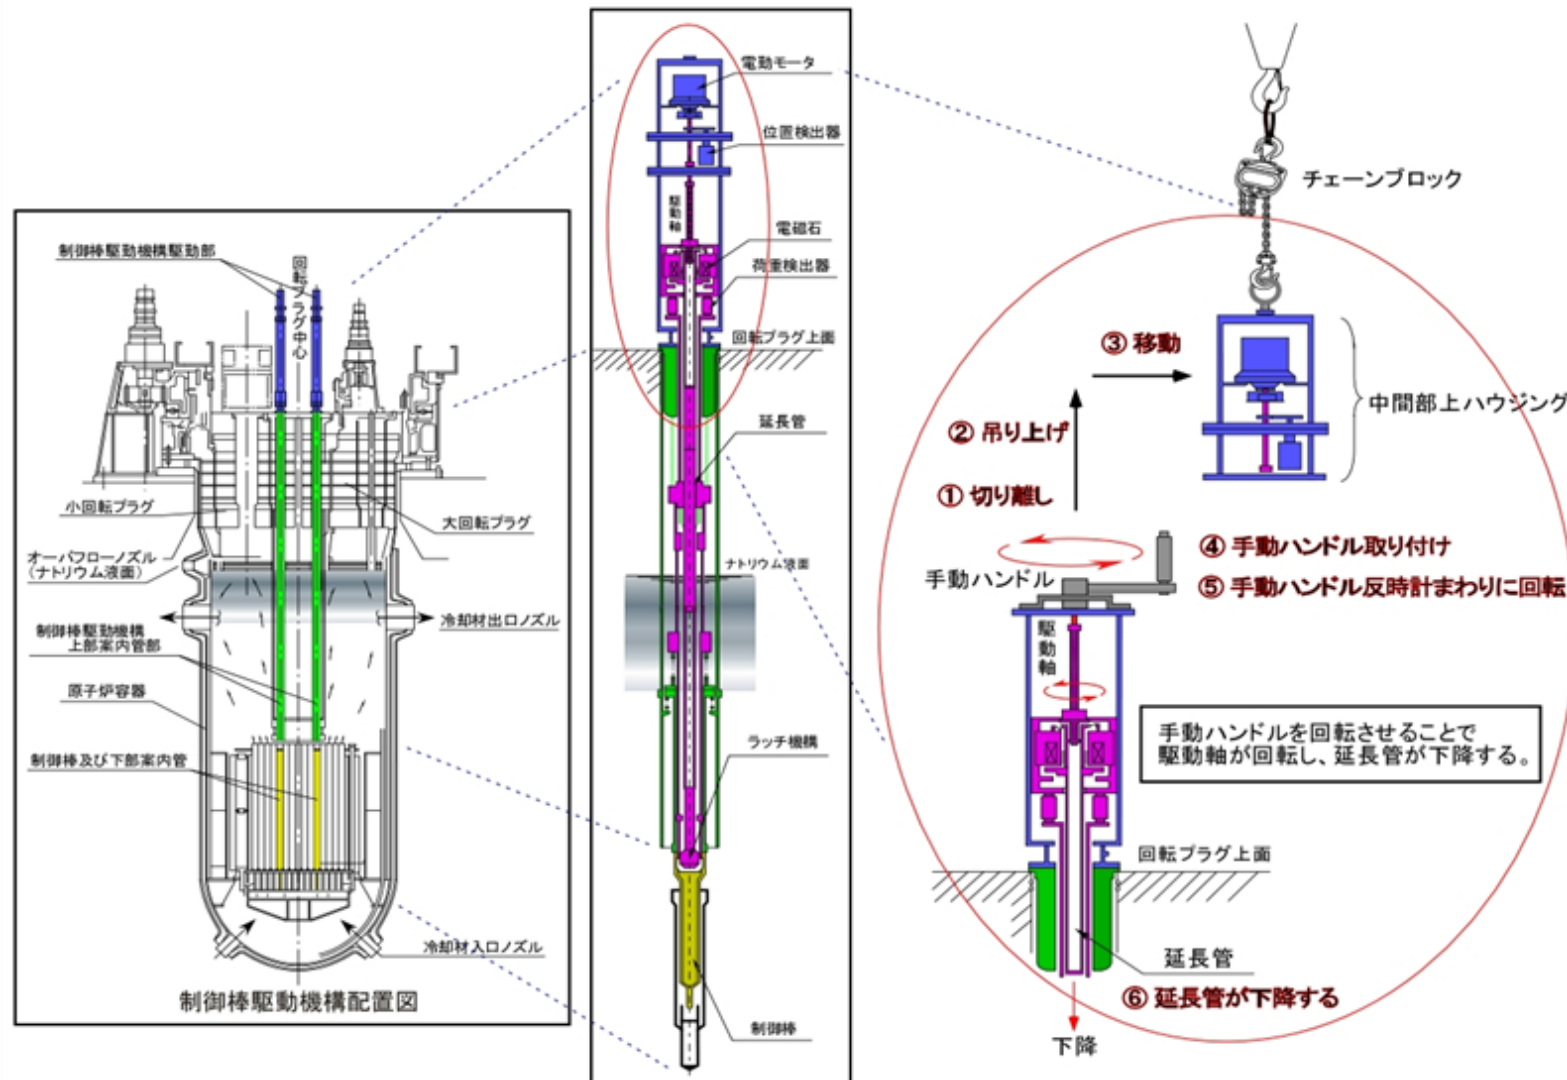 制御棒駆動機構駆動部
回転プラグ中心
小回転プラグ
大回転プラグ
オーバフローノズル
(ナトリウム液面)
冷却材出口ノズル
制御棒駆動機構
上部案内管部
原子炉容器
制御棒及び下部案内管
冷却材入口ノズル
制御棒駆動機構配置図
電動モータ
位置検出器
駆動軸
電磁石
荷重検出器
回転プラグ上面
延長管
ナトリウム液面
ラッチ機構
制御棒
チェーンブロック
③ 移動
中間部上ハウジング
② 吊り上げ
① 切り離し
④ 手動ハンドル取り付け
手動ハンドル
⑤ 手動ハンドル反時計まわりに回転
駆動軸
手動ハンドルを回転させることで
駆動軸が回転し、延長管が下降する。
回転プラグ上面
延長管
⑥ 延長管が下降する
下降